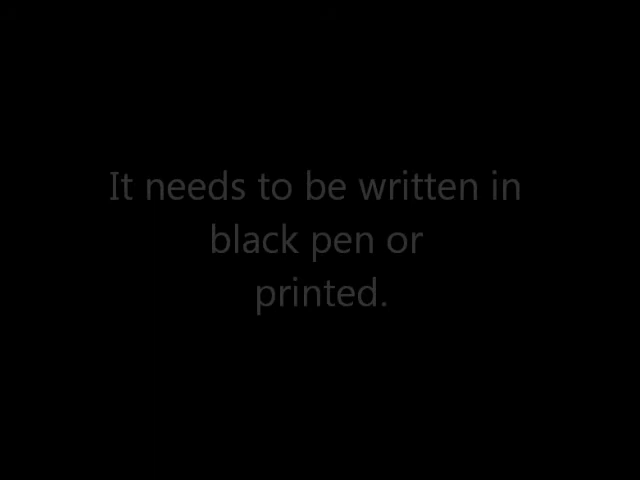 It needs to be written in
black pen or
printed.